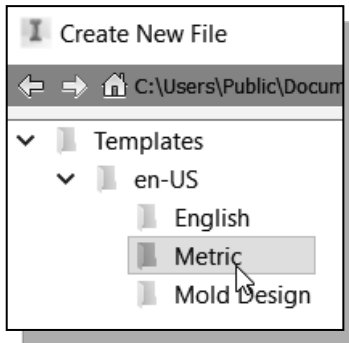 Create New File
C:\Users\Public\Docum
Templates
en-US
English
Metric
Mold Design